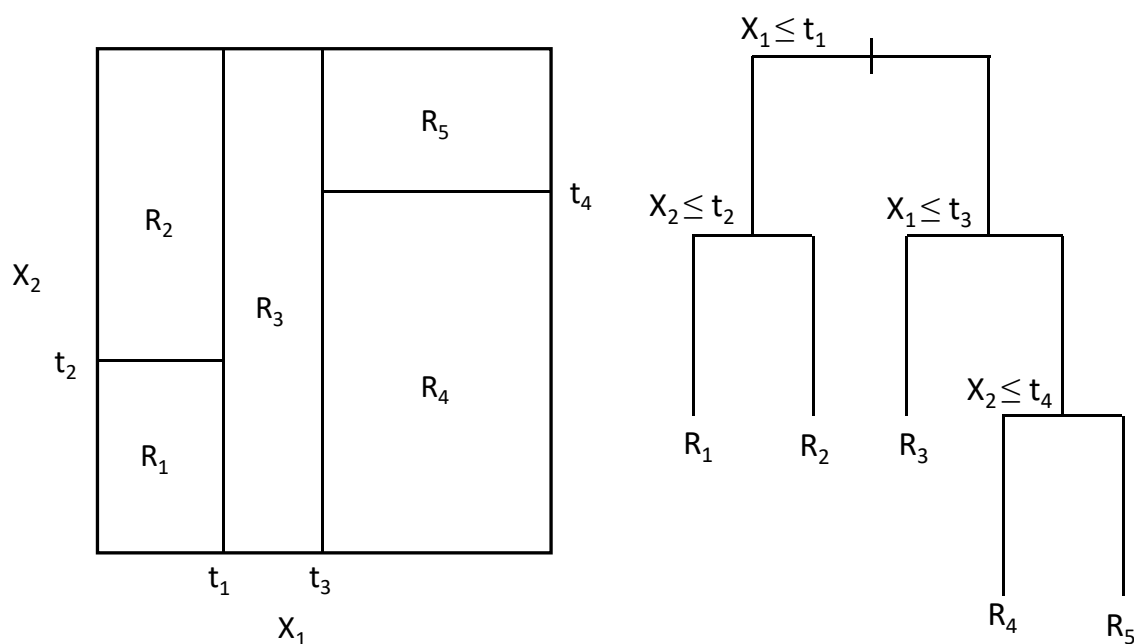 R₅
t₄
R₂
X₂
R₃
t₂
R₄
R₁
t₁ t₃
X₁
X₁ ≤ t₁
X₂ ≤ t₂ X₁ ≤ t₃
X₂ ≤ t₄
R₁ R₂ R₃
R₄ R₅